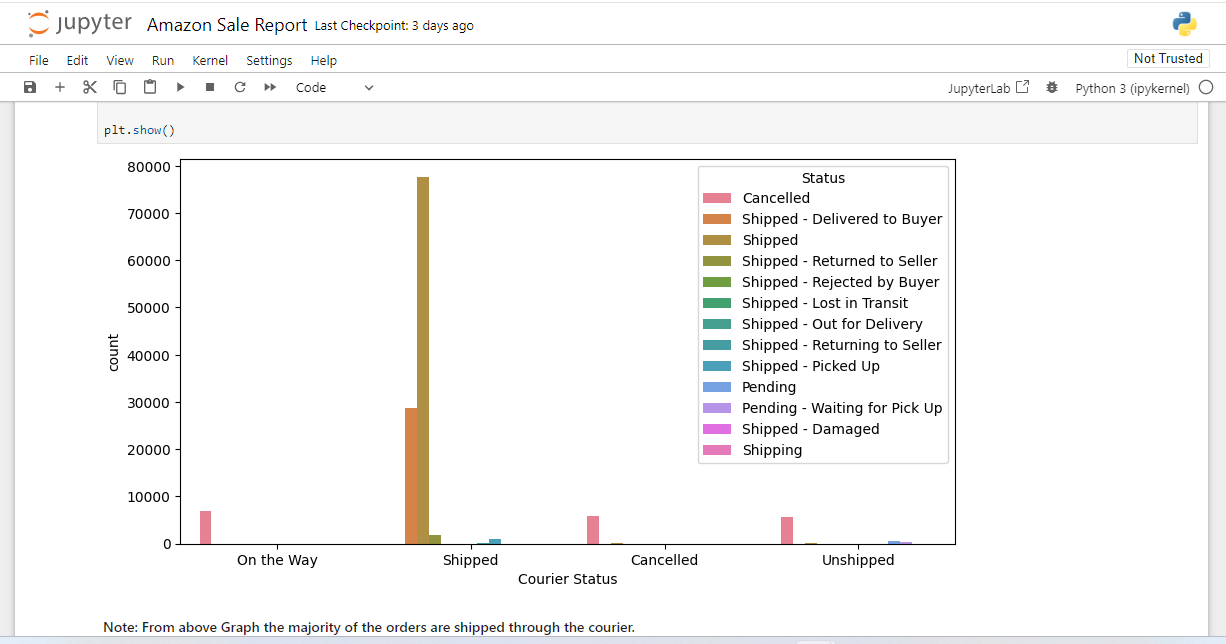 jupyter Amazon Sale Report Last Checkpoint: 3 days ago
File Edit View Run Kernel Settings Help Not Trusted
Code JupyterLab Python 3 (ipykernel)
plt.show()
80000
70000
60000
50000
40000
30000
20000
10000
0
count
Status
Cancelled
Shipped - Delivered to Buyer
Shipped
Shipped - Returned to Seller
Shipped - Rejected by Buyer
Shipped - Lost in Transit
Shipped - Out for Delivery
Shipped - Returning to Seller
Shipped - Picked Up
Pending
Pending - Waiting for Pick Up
Shipped - Damaged
Shipping
On the Way Shipped Cancelled Unshipped
Courier Status
Note: From above Graph the majority of the orders are shipped through the courier.